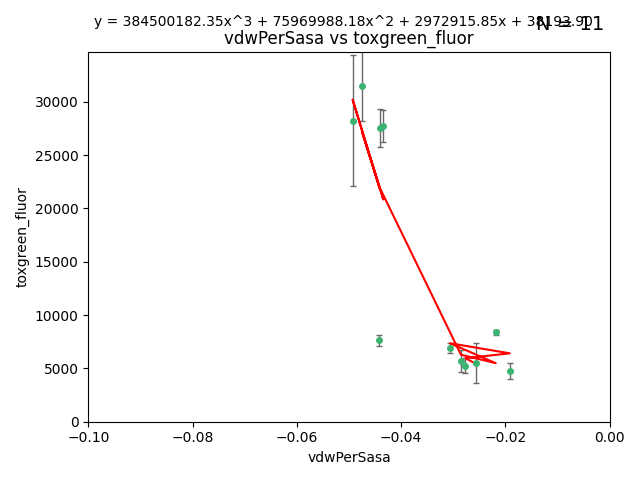 y = 384500182.35x^3 + 75969988.18x^2 + 2972915.85x + 38193.90
N = 11
vdwPerSasa vs toxgreen_fluor
30000
25000
20000
15000
10000
5000
0
toxgreen_fluor
−0.10 −0.08 −0.06 −0.04 −0.02 0.00
vdwPerSasa